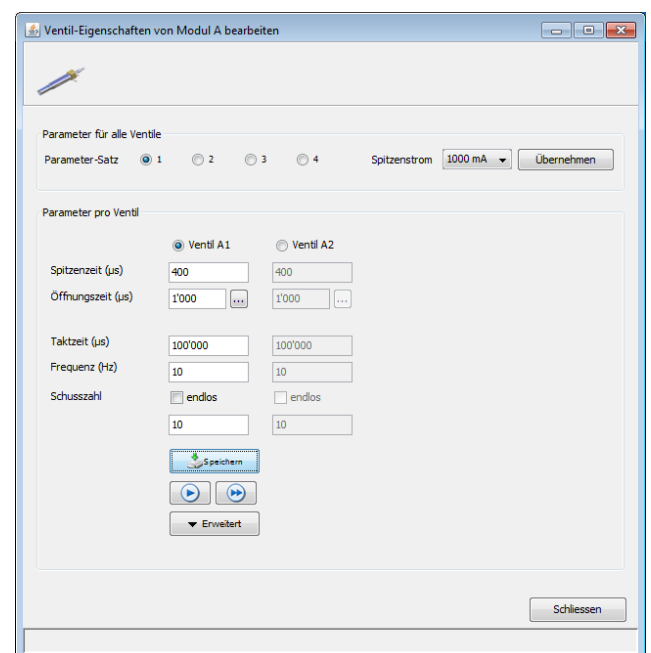 Ventil-Eigenschaften von Modul A bearbeiten
Parameter für alle Ventile
Parameter-Satz 1 2 3 4 Spitzenstrom 1000 mA Übernehmen
Parameter pro Ventil
Ventil A1 Ventil A2
Spitzenzeit (µs) 400 400
Öffnungszeit (µs) 1'000 ... 1'000 ...
Taktzeit (µs) 100'000 100'000
Frequenz (Hz) 10 10
Schusszahl endlos endlos
10 10
Speichern
Erweitert
Schliessen